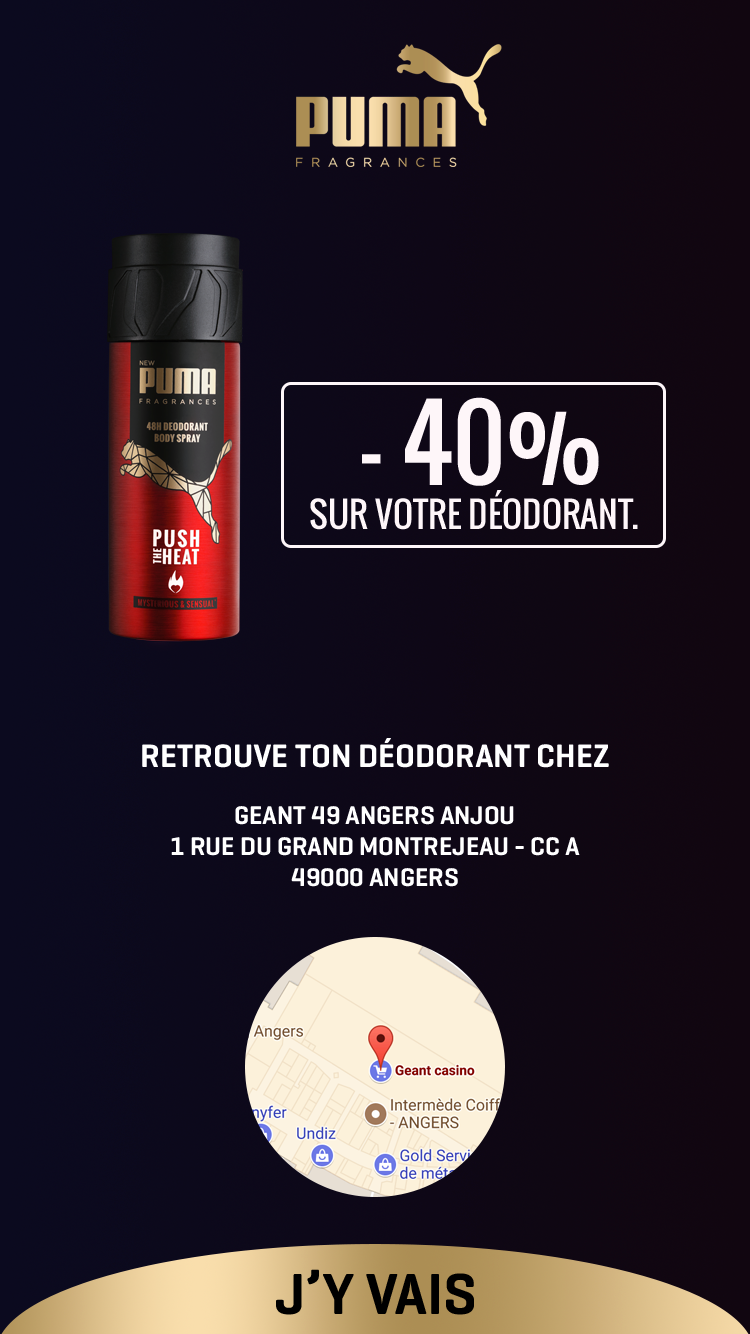 PUMA
FRAGRANCES
NEW
PUMA
FRAGRANCES
48H DEODORANT
BODY SPRAY
PUSH
THE HEAT
MYSTERIOUS & SENSUAL
- 40%
SUR VOTRE DÉODORANT.
RETROUVE TON DÉODORANT CHEZ
GEANT 49 ANGERS ANJOU
1 RUE DU GRAND MONTREJEAU - CC A
49000 ANGERS
Angers
Geant casino
Intermède Coiff
- ANGERS
nyfer
Undiz
Gold Servi
de mét
J'Y VAIS